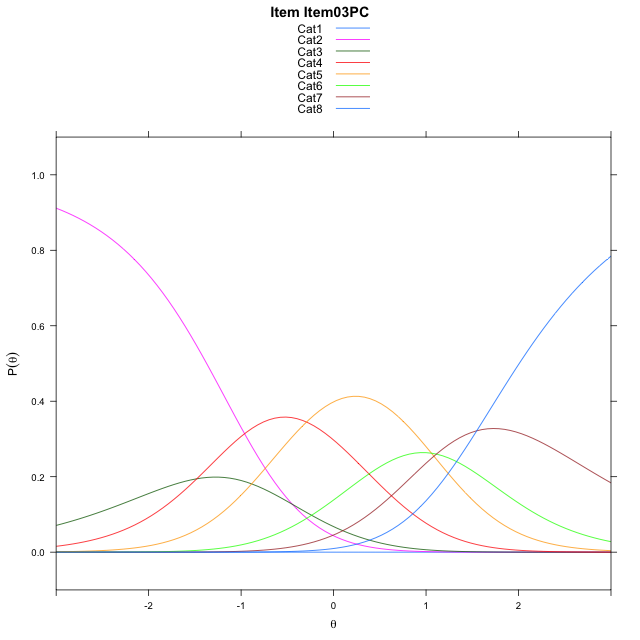 Item Item03PC
Cat1
Cat2
Cat3
Cat4
Cat5
Cat6
Cat7
Cat8
1.0
0.8
0.6
0.4
0.2
0.0
P(θ)
-2 -1 0 1 2
θ